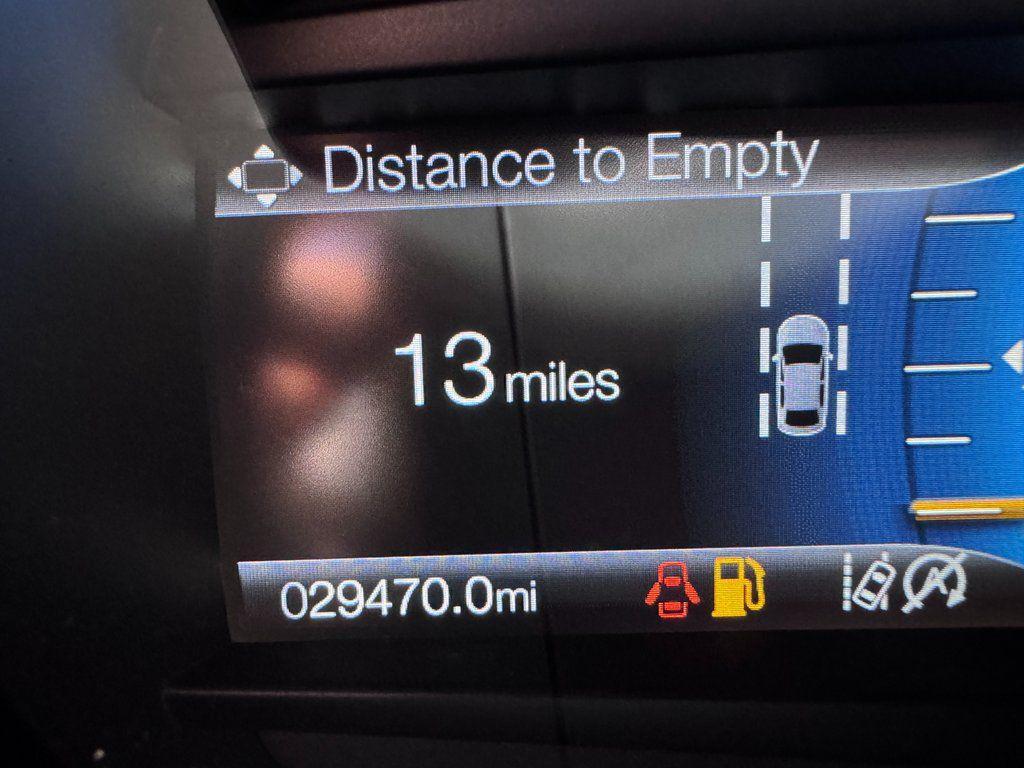 Distance to Empty
13 miles
029470.0mi